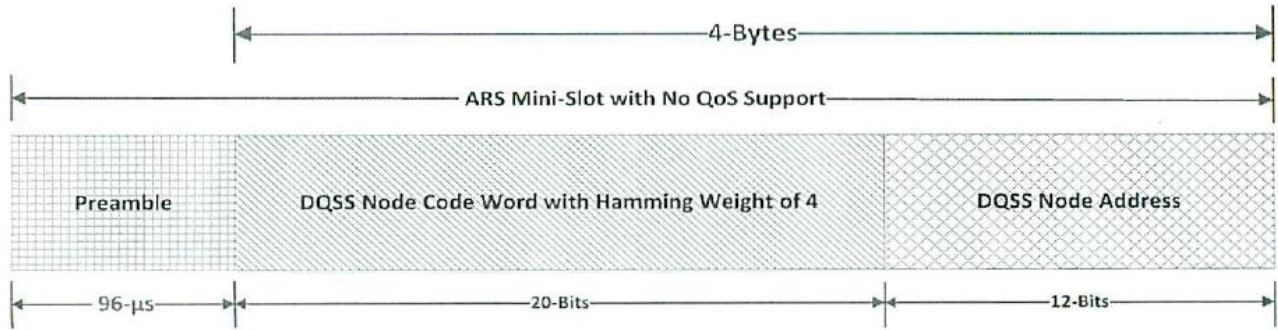 4-Bytes
ARS Mini-Slot with No QoS Support
Preamble
DQSS Node Code Word with Hamming Weight of 4
DQSS Node Address
96-µs
20-Bits
12-Bits